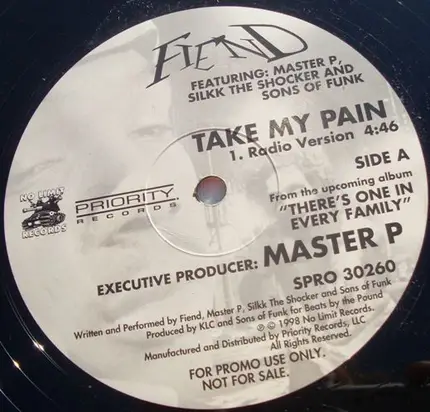 FIEND
FEATURING: MASTER P,
SILKK THE SHOCKER AND
SONS OF FUNK
TAKE MY PAIN
1. Radio Version 4:46
SIDE A
From the upcoming album
"THERE'S ONE IN
EVERY FAMILY"
NO LIMIT
RECORDS
PRIORITY
RECORDS
EXECUTIVE PRODUCER: MASTER P
SPRO 30260
Written and Performed by Fiend, Master P, Silkk The Shocker and Sons of Funk
Produced by KLC and Sons of Funk for Beats by the Pound
℗ © 1998 No Limit Records.
Manufactured and Distributed by Priority Records, LLC.
All Rights Reserved.
FOR PROMO USE ONLY.
NOT FOR SALE.